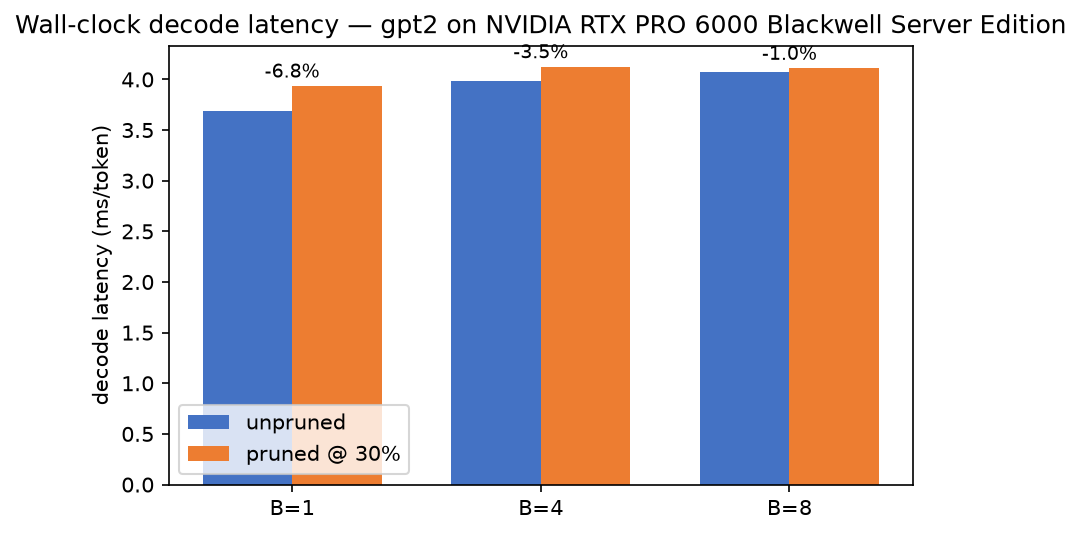 Wall-clock decode latency — gpt2 on NVIDIA RTX PRO 6000 Blackwell Server Edition
-6.8%
-3.5%
-1.0%
decode latency (ms/token)
4.0
3.5
3.0
2.5
2.0
1.5
1.0
0.5
0.0
unpruned
pruned @ 30%
B=1
B=4
B=8